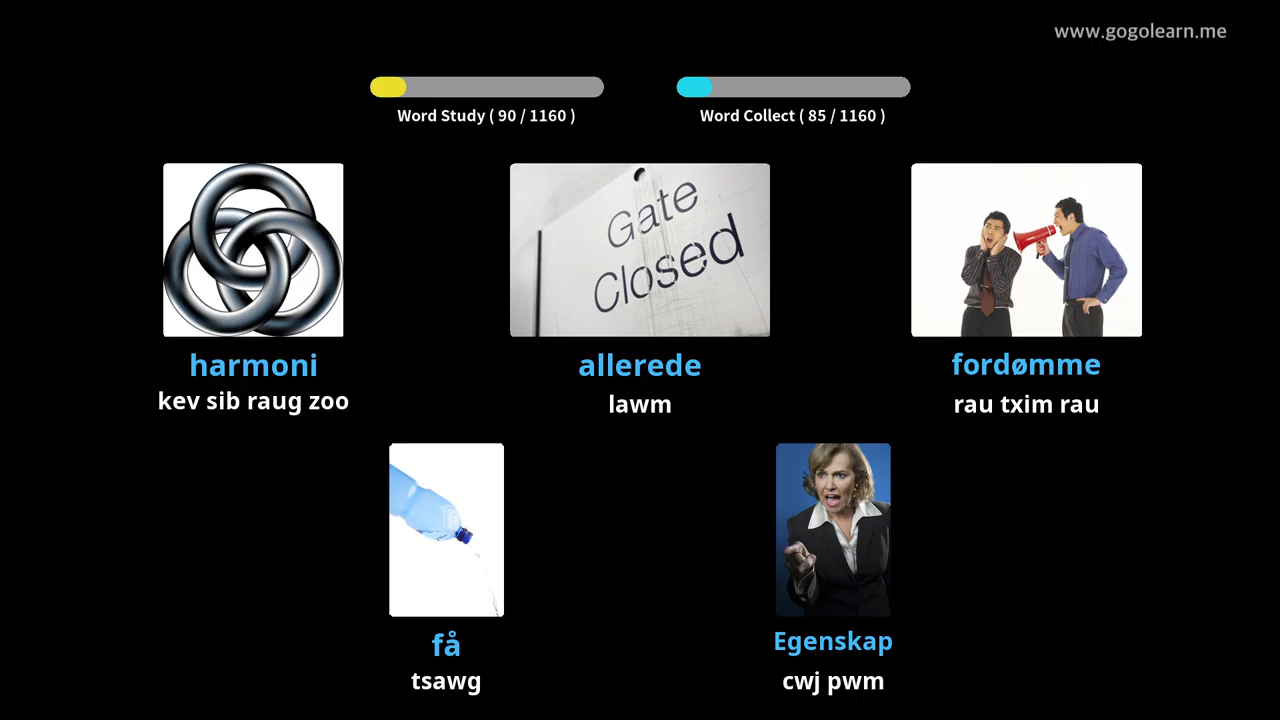 www.gogolearn.me
Word Study ( 90 / 1160 )
Word Collect ( 85 / 1160 )
Gate
Closed
harmoni
kev sib raug zoo
allerede
lawm
fordømme
rau txim rau
få
tsawg
Egenskap
cwj pwm